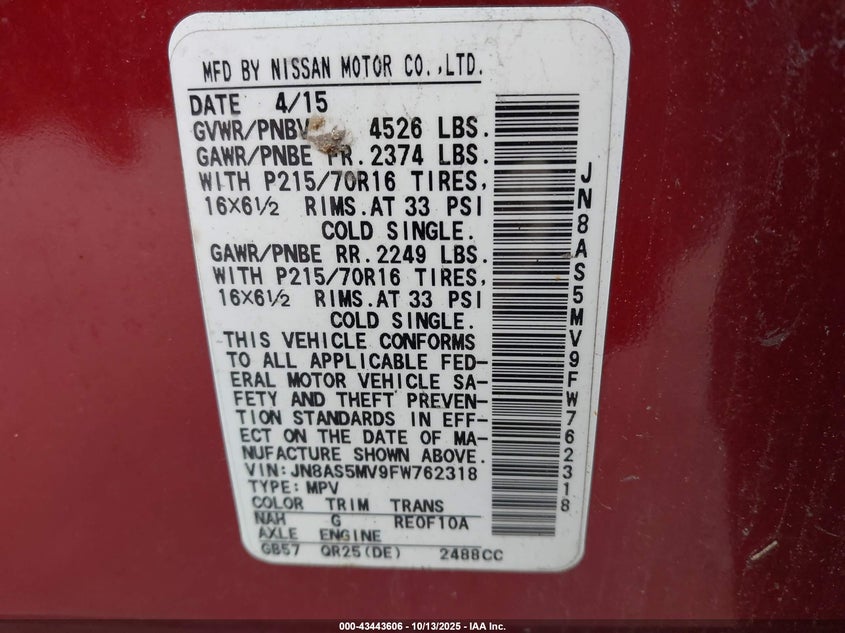 MFD BY NISSAN MOTOR CO.,LTD.
DATE 4/15
GVWR/PNBV 4526 LBS.
GAWR/PNBE FR.2374 LBS.
WITH P215/70R16 TIRES,
16X6½ RIMS.AT 33 PSI
COLD SINGLE.
GAWR/PNBE RR.2249 LBS.
WITH P215/70R16 TIRES,
16X6½ RIMS.AT 33 PSI
COLD SINGLE.
THIS VEHICLE CONFORMS
TO ALL APPLICABLE FED-
ERAL MOTOR VEHICLE SA-
FETY AND THEFT PREVEN-
TION STANDARDS IN EFF-
ECT ON THE DATE OF MA-
NUFACTURE SHOWN ABOVE.
VIN:JN8AS5MV9FW762318
TYPE:MPV
COLOR TRIM TRANS
NAH G RE0F10A
AXLE ENGINE
GB57 QR25(DE) 2488CC
JN8AS5MV9FW762318
000-43443606 - 10/13/2025 - IAA Inc.